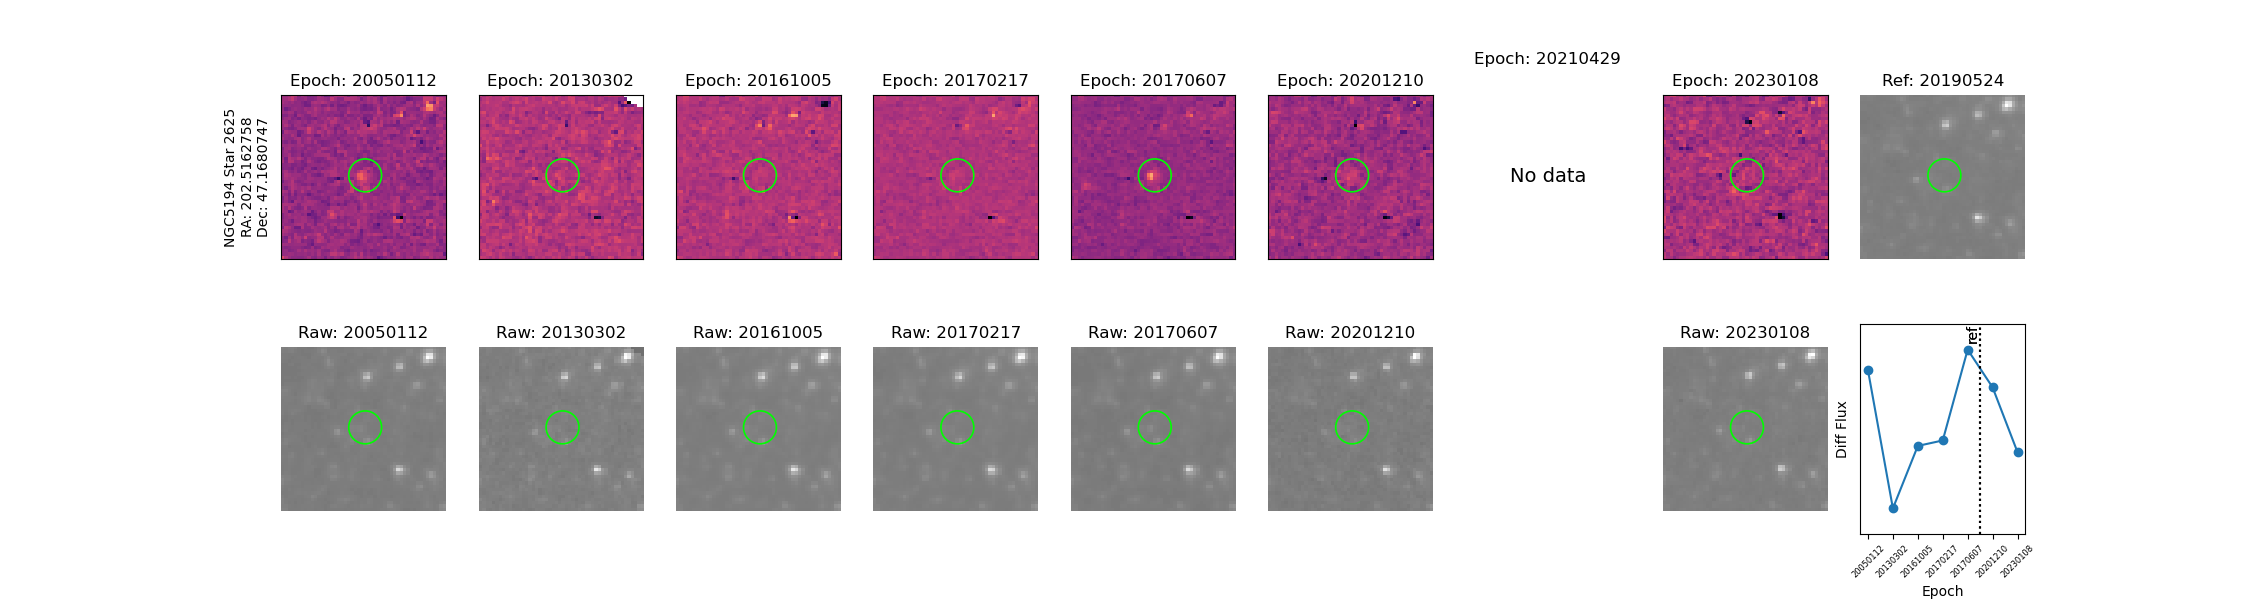 Epoch: 20210429
Epoch: 20050112
Epoch: 20130302
Epoch: 20161005
Epoch: 20170217
Epoch: 20170607
Epoch: 20201210
Epoch: 20230108
Ref: 20190524
NGC5194 Star 2625
RA: 202.5162758
Dec: 47.1680747
No data
Raw: 20050112
Raw: 20130302
Raw: 20161005
Raw: 20170217
Raw: 20170607
Raw: 20201210
Raw: 20230108
ref
Diff Flux
20050112
20130302
20161005
20170217
20170607
20201210
20230108
Epoch